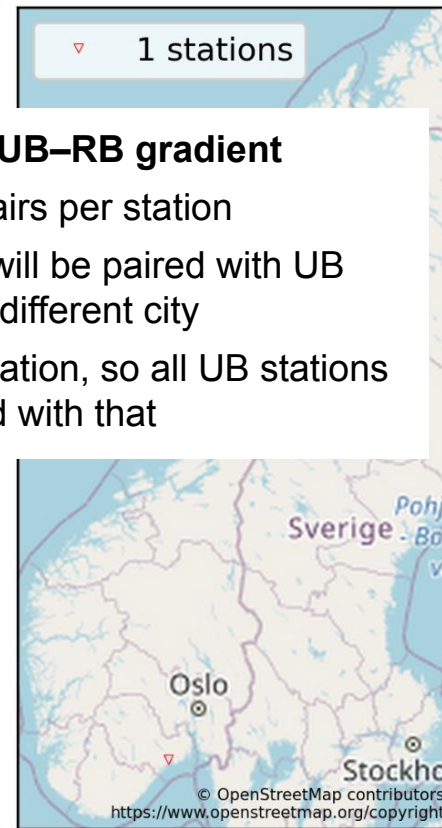 1 stations
UB–RB gradient
airs per station
will be paired with UB
different city
ation, so all UB stations
d with that
Sverige
Oslo
Stockho
© OpenStreetMap contributors
https://www.openstreetmap.org/copyright